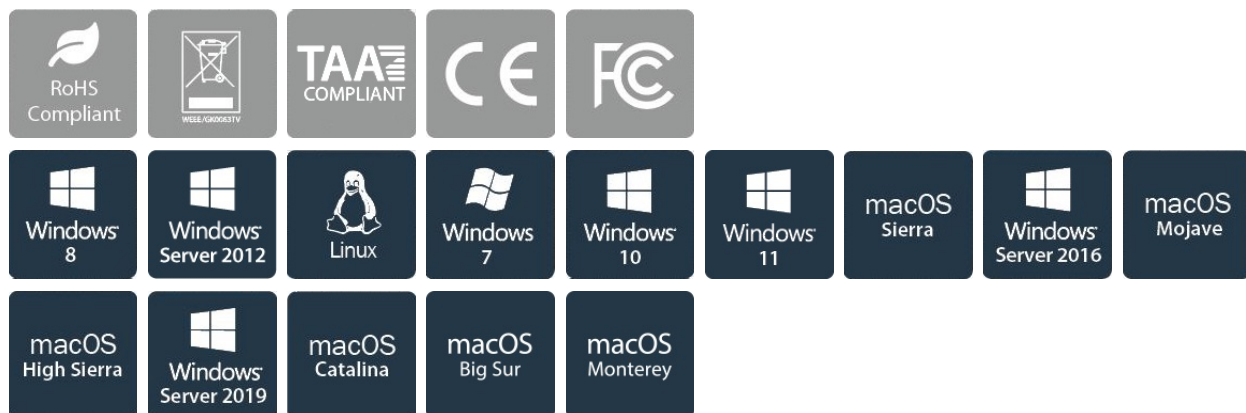 RoHS
Compliant
WEEE/GK0063TV
TAA
COMPLIANT
CE
FC
Windows
8
Windows
Server 2012
Linux
Windows
7
Windows
10
Windows
11
macOS
Sierra
Windows
Server 2016
macOS
Mojave
macOS
High Sierra
Windows
Server 2019
macOS
Catalina
macOS
Big Sur
macOS
Monterey